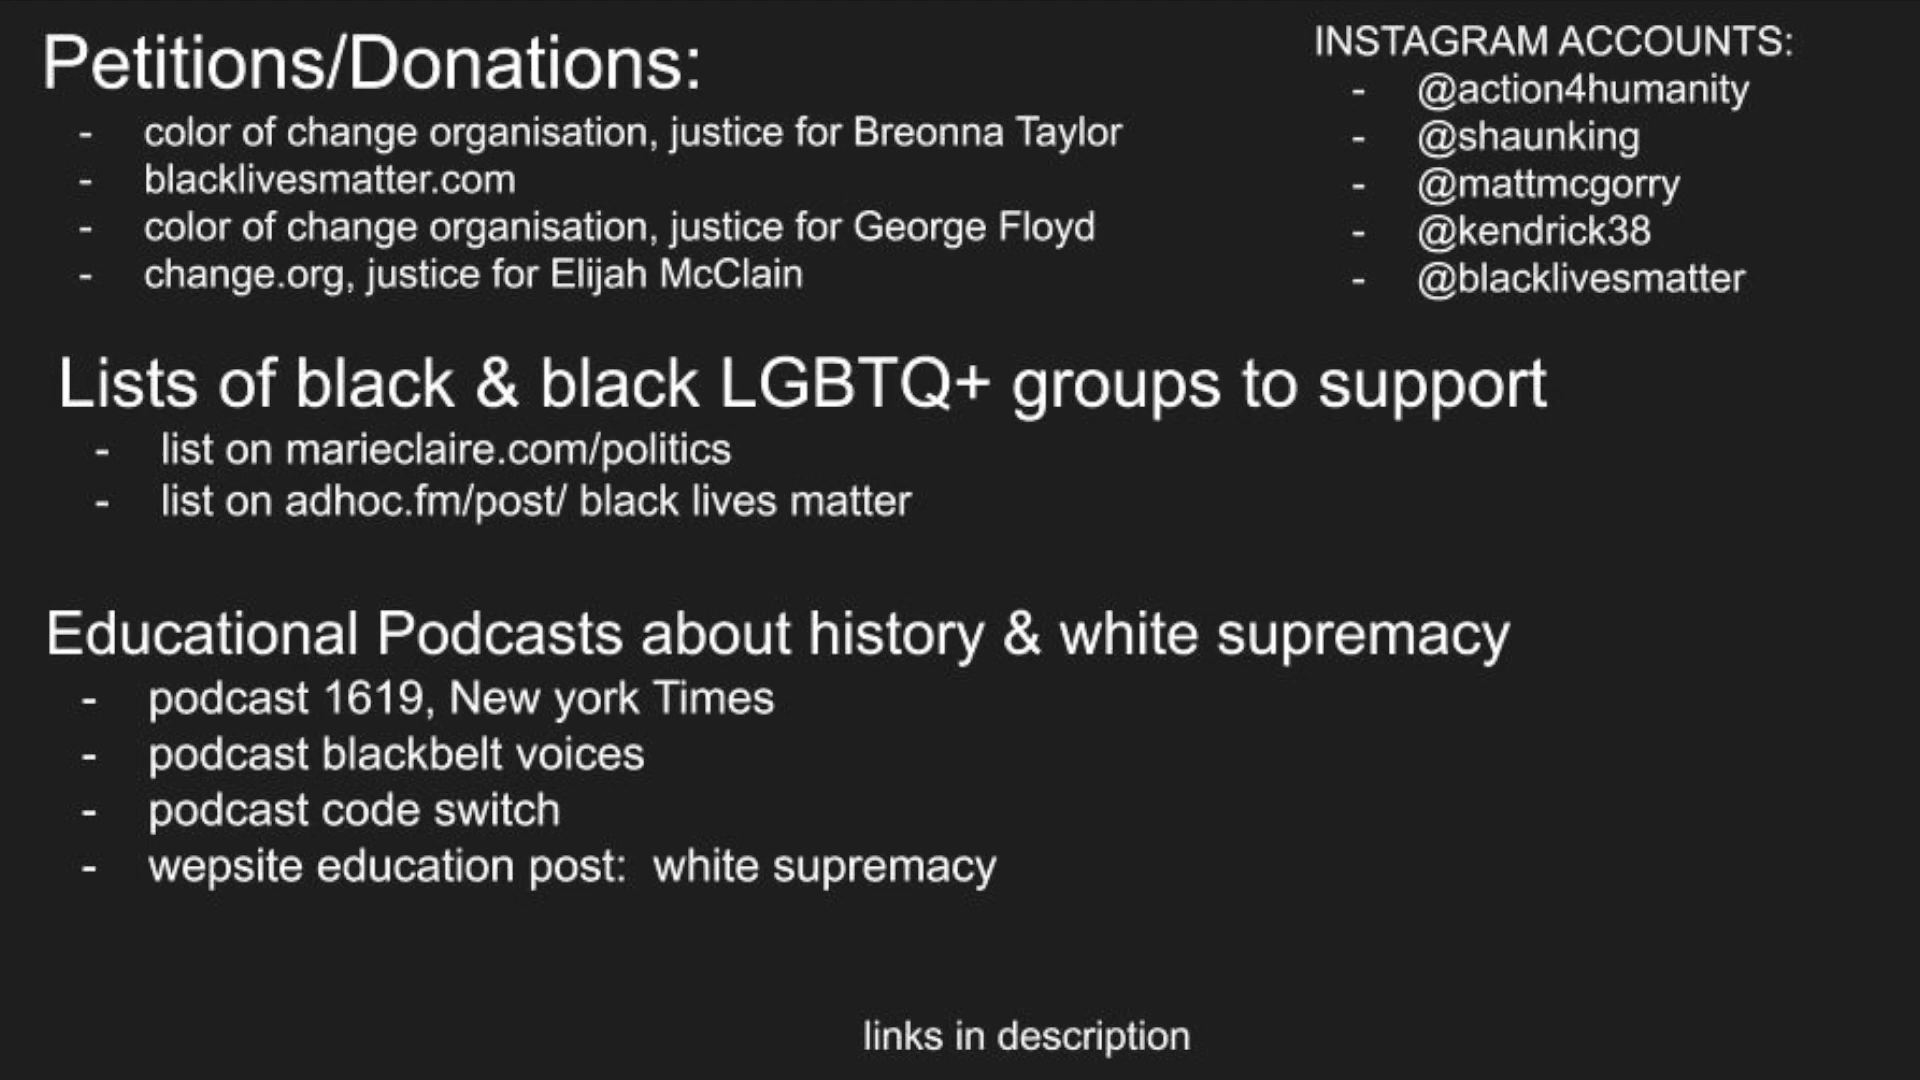 Petitions/Donations:
- color of change organisation, justice for Breonna Taylor
- blacklivesmatter.com
- color of change organisation, justice for George Floyd
- change.org, justice for Elijah McClain
INSTAGRAM ACCOUNTS:
- @action4humanity
- @shaunking
- @mattmcgorry
- @kendrick38
- @blacklivesmatter
Lists of black & black LGBTQ+ groups to support
- list on marieclaire.com/politics
- list on adhoc.fm/post/ black lives matter
Educational Podcasts about history & white supremacy
- podcast 1619, New york Times
- podcast blackbelt voices
- podcast code switch
- wepsite education post:  white supremacy
links in description